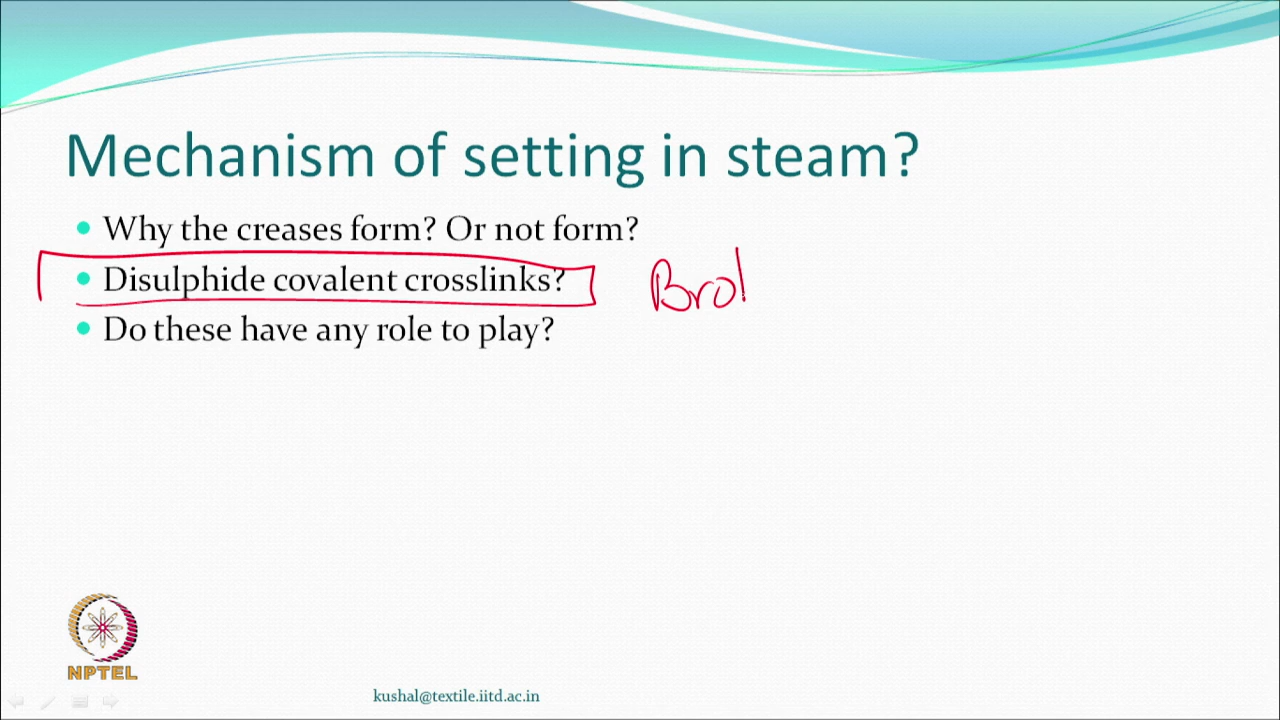 Mechanism of setting in steam?
Why the creases form? Or not form?
Disulphide covalent crosslinks?
Bro
Do these have any role to play?
NPTEL
kushal@textile.iitd.ac.in